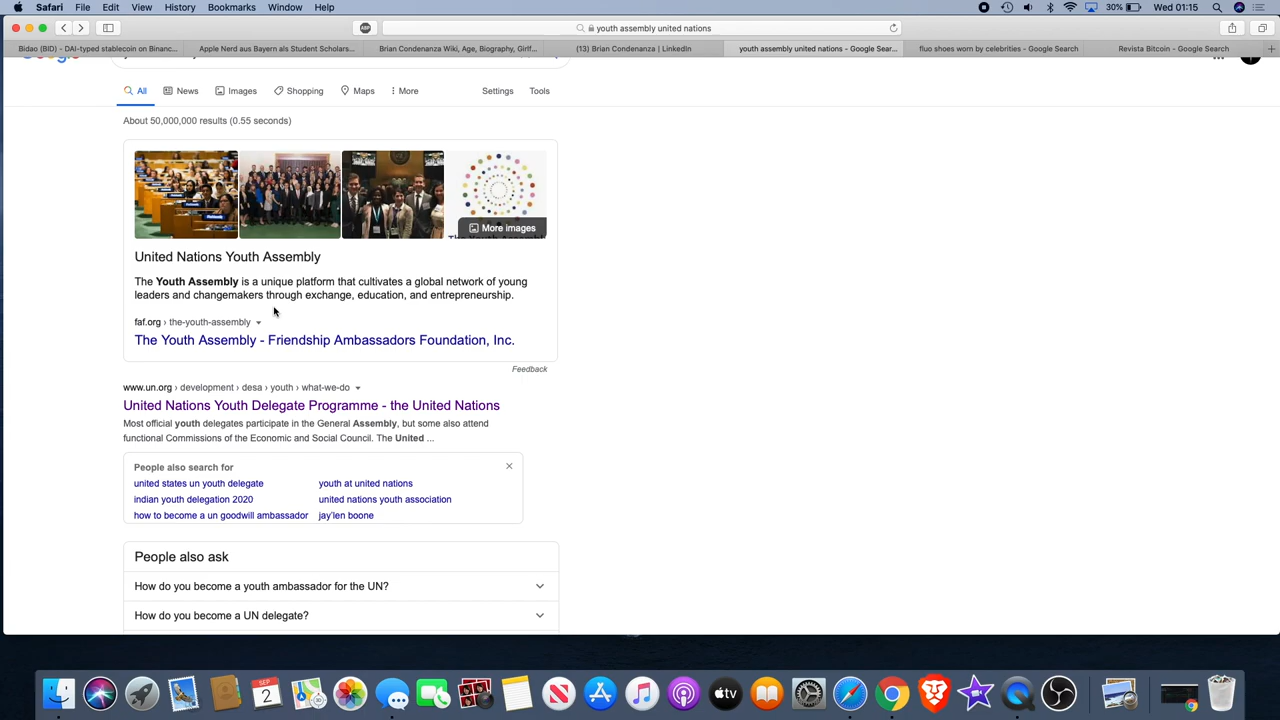 Safari File Edit View History Bookmarks Window Help
30% Wed 01:15
youth assembly united nations
Bidao (BID) - DAI-typed stablecoin on Binanc...
Apple Nerd aus Bayern als Student Scholars...
Brian Condenanza Wiki, Age, Biography, Girlf...
(13) Brian Condenanza | LinkedIn
youth assembly united nations - Google Sear...
fluo shoes worn by celebrities - Google Search
Revista Bitcoin - Google Search
All News Images Shopping Maps More Settings Tools
About 50,000,000 results (0.55 seconds)
More images
United Nations Youth Assembly
The Youth Assembly is a unique platform that cultivates a global network of young
leaders and changemakers through exchange, education, and entrepreneurship.
faf.org › the-youth-assembly
The Youth Assembly - Friendship Ambassadors Foundation, Inc.
Feedback
www.un.org › development › desa › youth › what-we-do
United Nations Youth Delegate Programme - the United Nations
Most official youth delegates participate in the General Assembly, but some also attend
functional Commissions of the Economic and Social Council. The United ...
People also search for
united states un youth delegate youth at united nations
indian youth delegation 2020 united nations youth association
how to become a un goodwill ambassador jay'len boone
People also ask
How do you become a youth ambassador for the UN?
How do you become a UN delegate?
SEP
2
tv